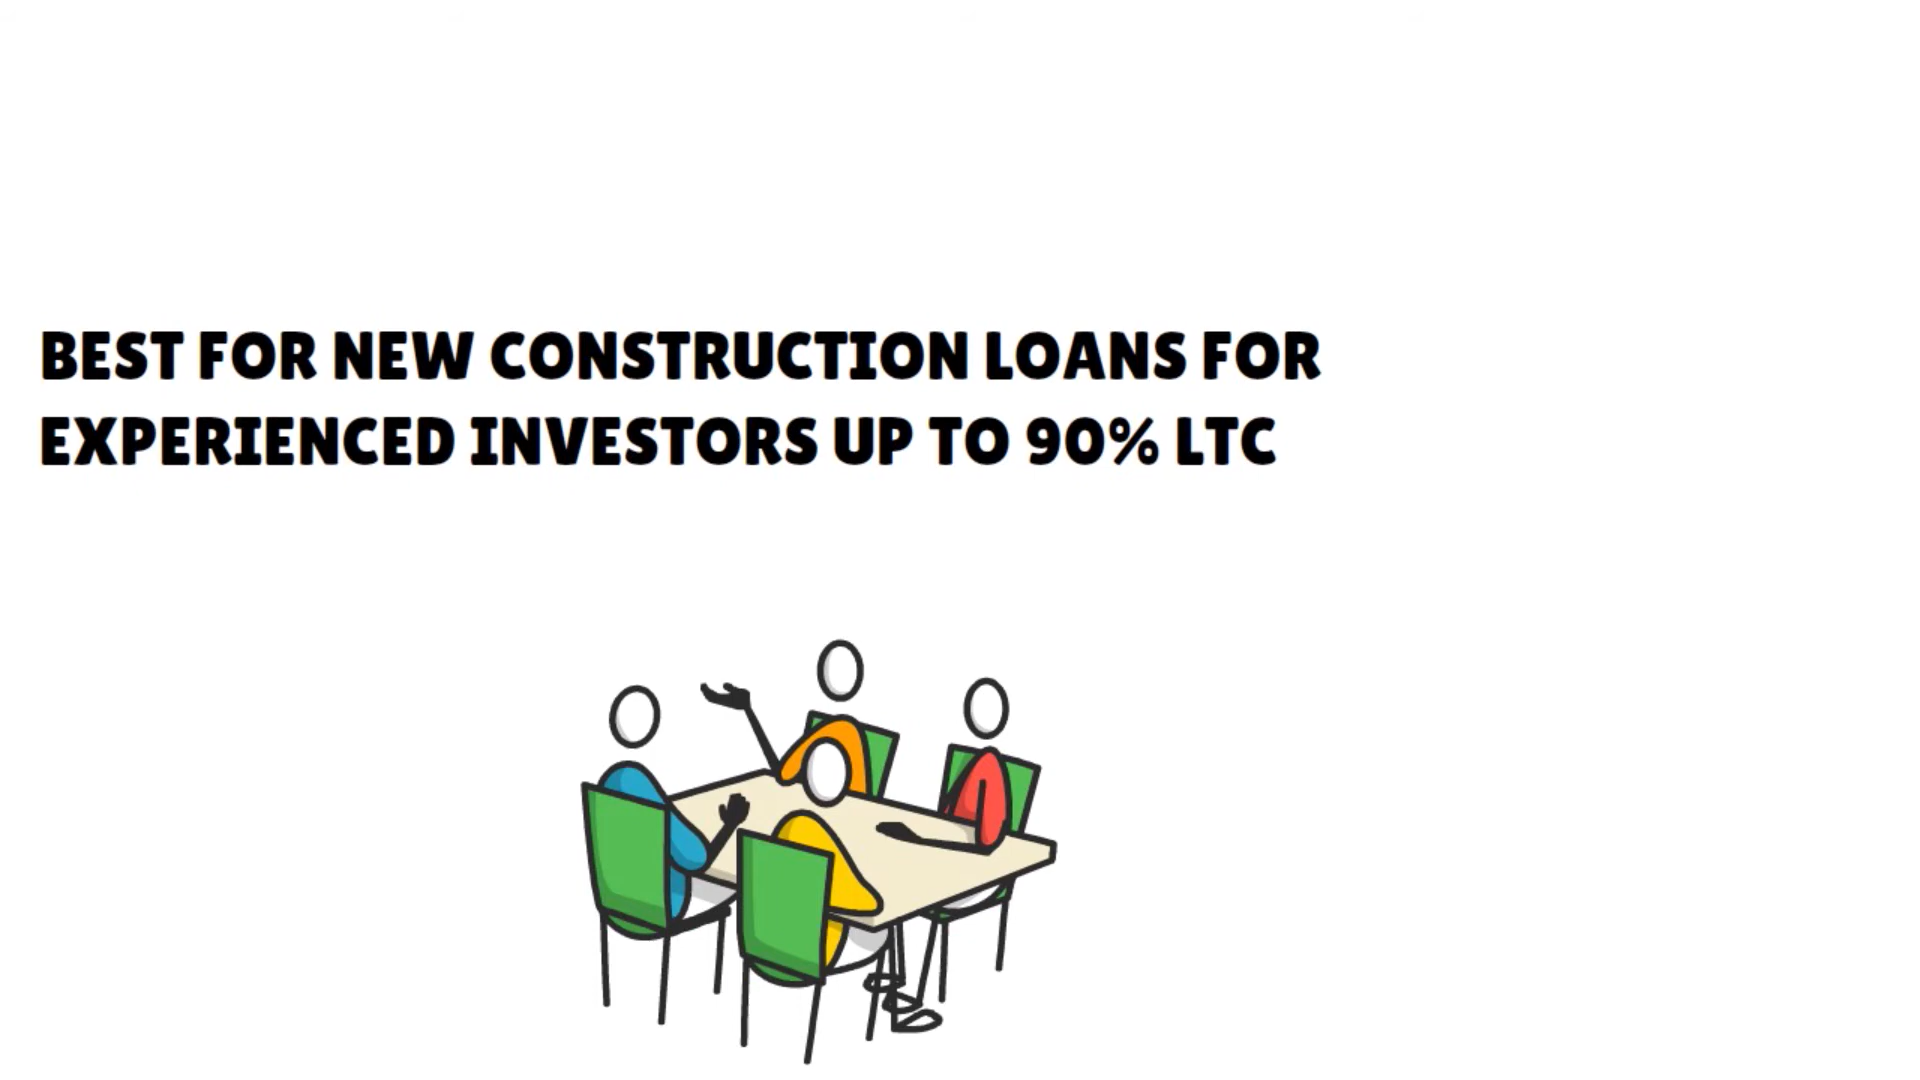 BEST FOR NEW CONSTRUCTION LOANS FOR
EXPERIENCED INVESTORS UP TO 90% LTC